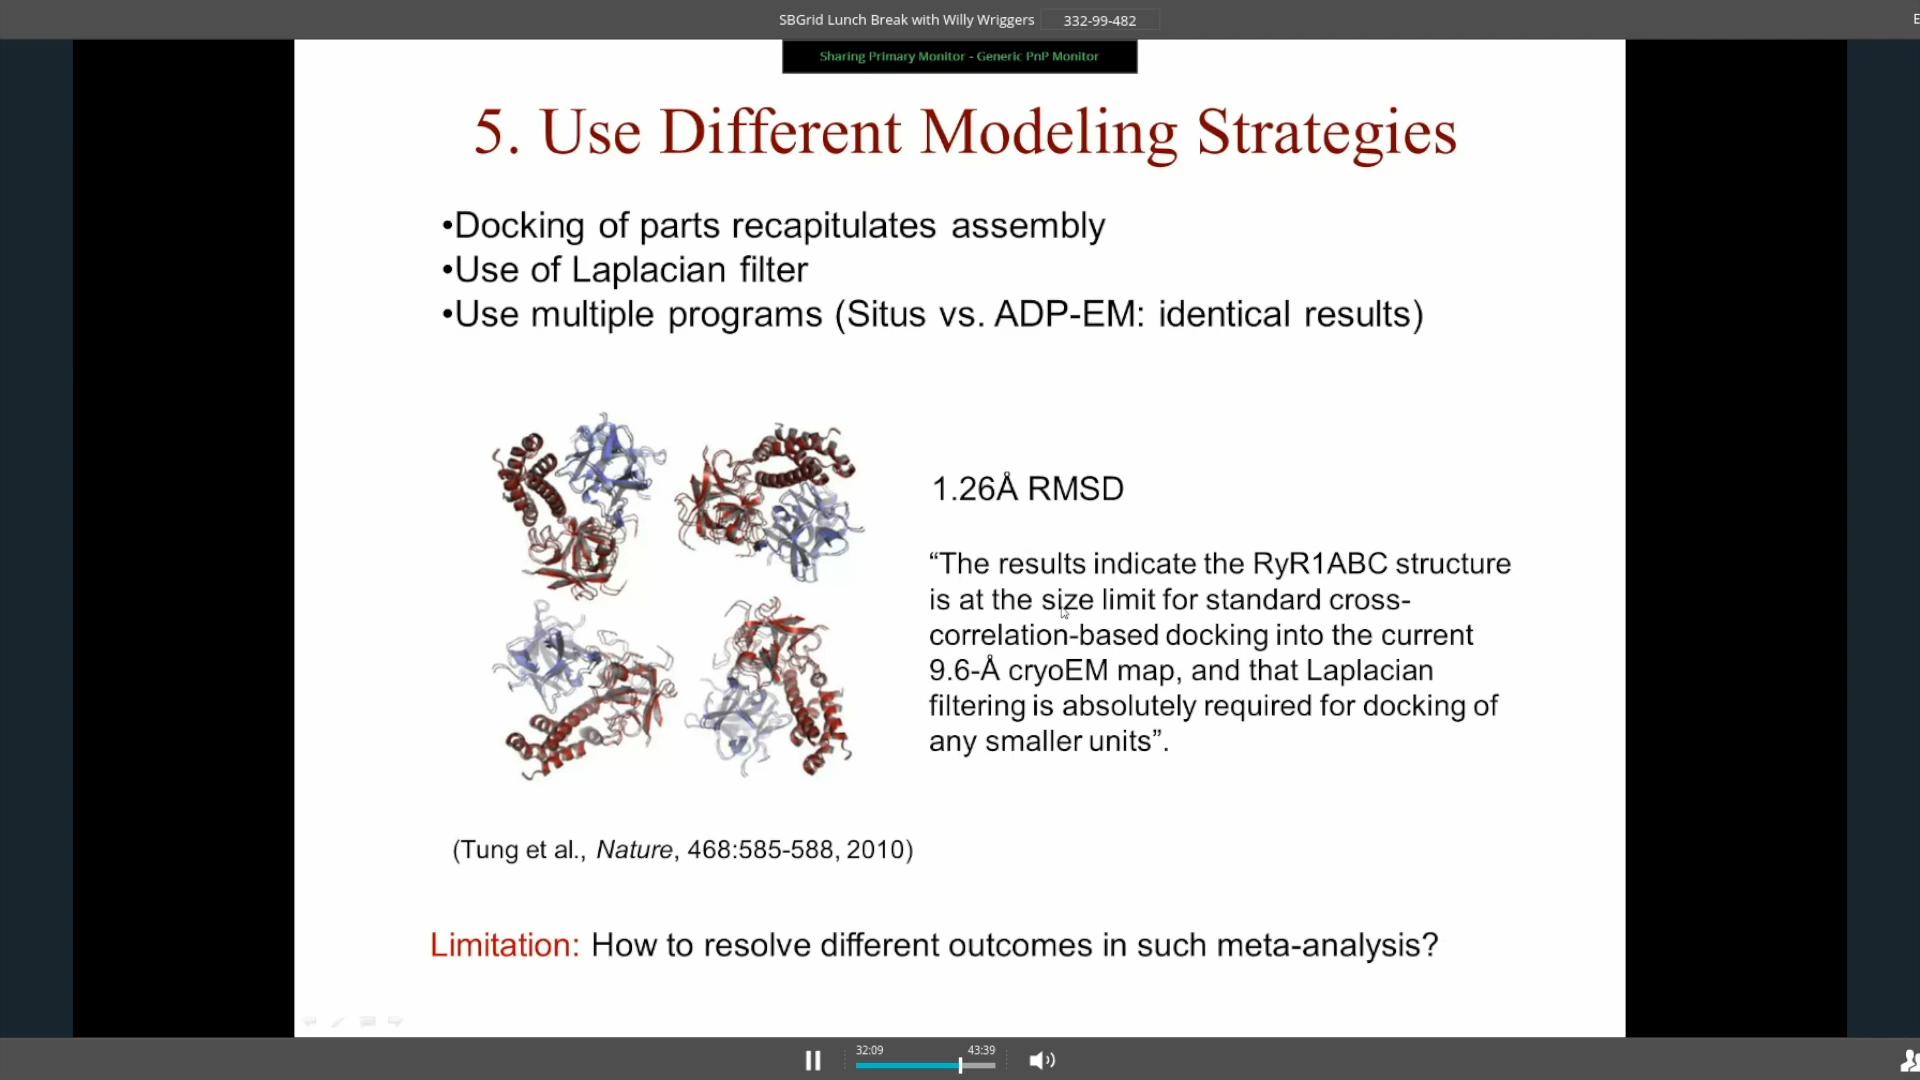 SBGrid Lunch Break with Willy Wriggers 332-99-482
E
Sharing Primary Monitor - Generic PnP Monitor
5. Use Different Modeling Strategies
•Docking of parts recapitulates assembly
•Use of Laplacian filter
•Use multiple programs (Situs vs. ADP-EM: identical results)
1.26Å RMSD
“The results indicate the RyR1ABC structure
is at the size limit for standard cross-
correlation-based docking into the current
9.6-Å cryoEM map, and that Laplacian
filtering is absolutely required for docking of
any smaller units”.
(Tung et al., Nature, 468:585-588, 2010)
Limitation: How to resolve different outcomes in such meta-analysis?
32:09 43:39